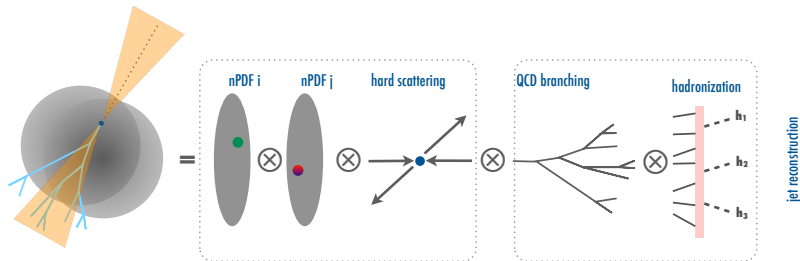 nPDF i
nPDF j
hard scattering
QCD branching
hadronization
=
h₁
h₂
h₃
jet reconstruction